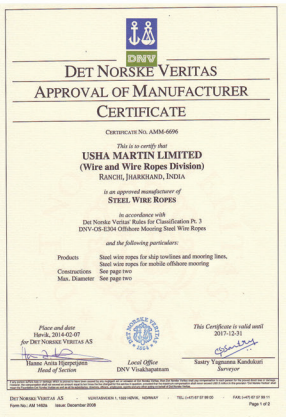 DNV
DET NORSKE VERITAS
APPROVAL OF MANUFACTURER
CERTIFICATE
CERTIFICATE NO. AMM-6696
This is to certify that
USHA MARTIN LIMITED
(Wire and Wire Ropes Division)
RANCHI, JHARKHAND, INDIA
is an approved manufacturer of
STEEL WIRE ROPES
in accordance with
Det Norske Veritas' Rules for Classification Pt. 3
DNV-OS-E304 Offshore Mooring Steel Wire Ropes
and the following particulars:
Products Steel wire ropes for ship towlines and mooring lines,
Steel wire ropes for mobile offshore mooring
Constructions See page two
Max. Diameter See page two
Place and date
Høvik, 2014-02-07
for DET NORSKE VERITAS AS
This Certificate is valid until
2017-12-31
DET NORSKE VERITAS
Hanne Anita Hjerpetjønn
Head of Section
Local Office
DNV Visakhapatnam
Sastry Yagnanna Kandukuri
Surveyor
DET NORSKE VERITAS AS
Form No.: AM 1460a Issue: December 2008
Page 1 of 2